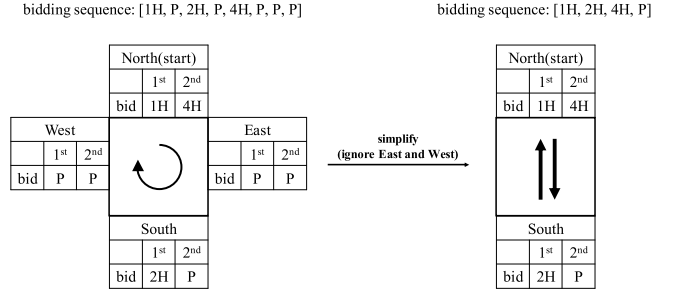 bidding sequence: [1H, P, 2H, P, 4H, P, P, P]
bidding sequence: [1H, 2H, 4H, P]
North(start)
1st 2nd
bid 1H 4H
West
1st 2nd
bid P P
East
1st 2nd
bid P P
South
1st 2nd
bid 2H P
simplify
(ignore East and West)
North(start)
1st 2nd
bid 1H 4H
South
1st 2nd
bid 2H P